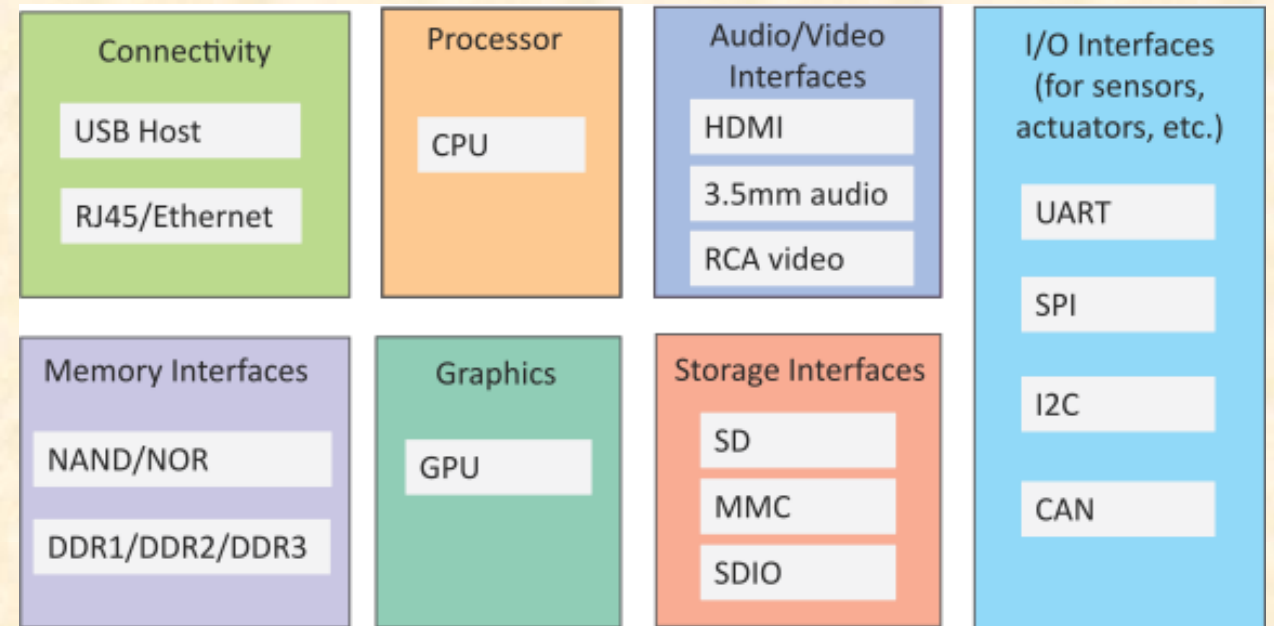 Connectivity
USB Host
RJ45/Ethernet
Processor
CPU
Audio/Video
Interfaces
HDMI
3.5mm audio
RCA video
I/O Interfaces
(for sensors,
actuators, etc.)
UART
SPI
I2C
CAN
Memory Interfaces
NAND/NOR
DDR1/DDR2/DDR3
Graphics
GPU
Storage Interfaces
SD
MMC
SDIO